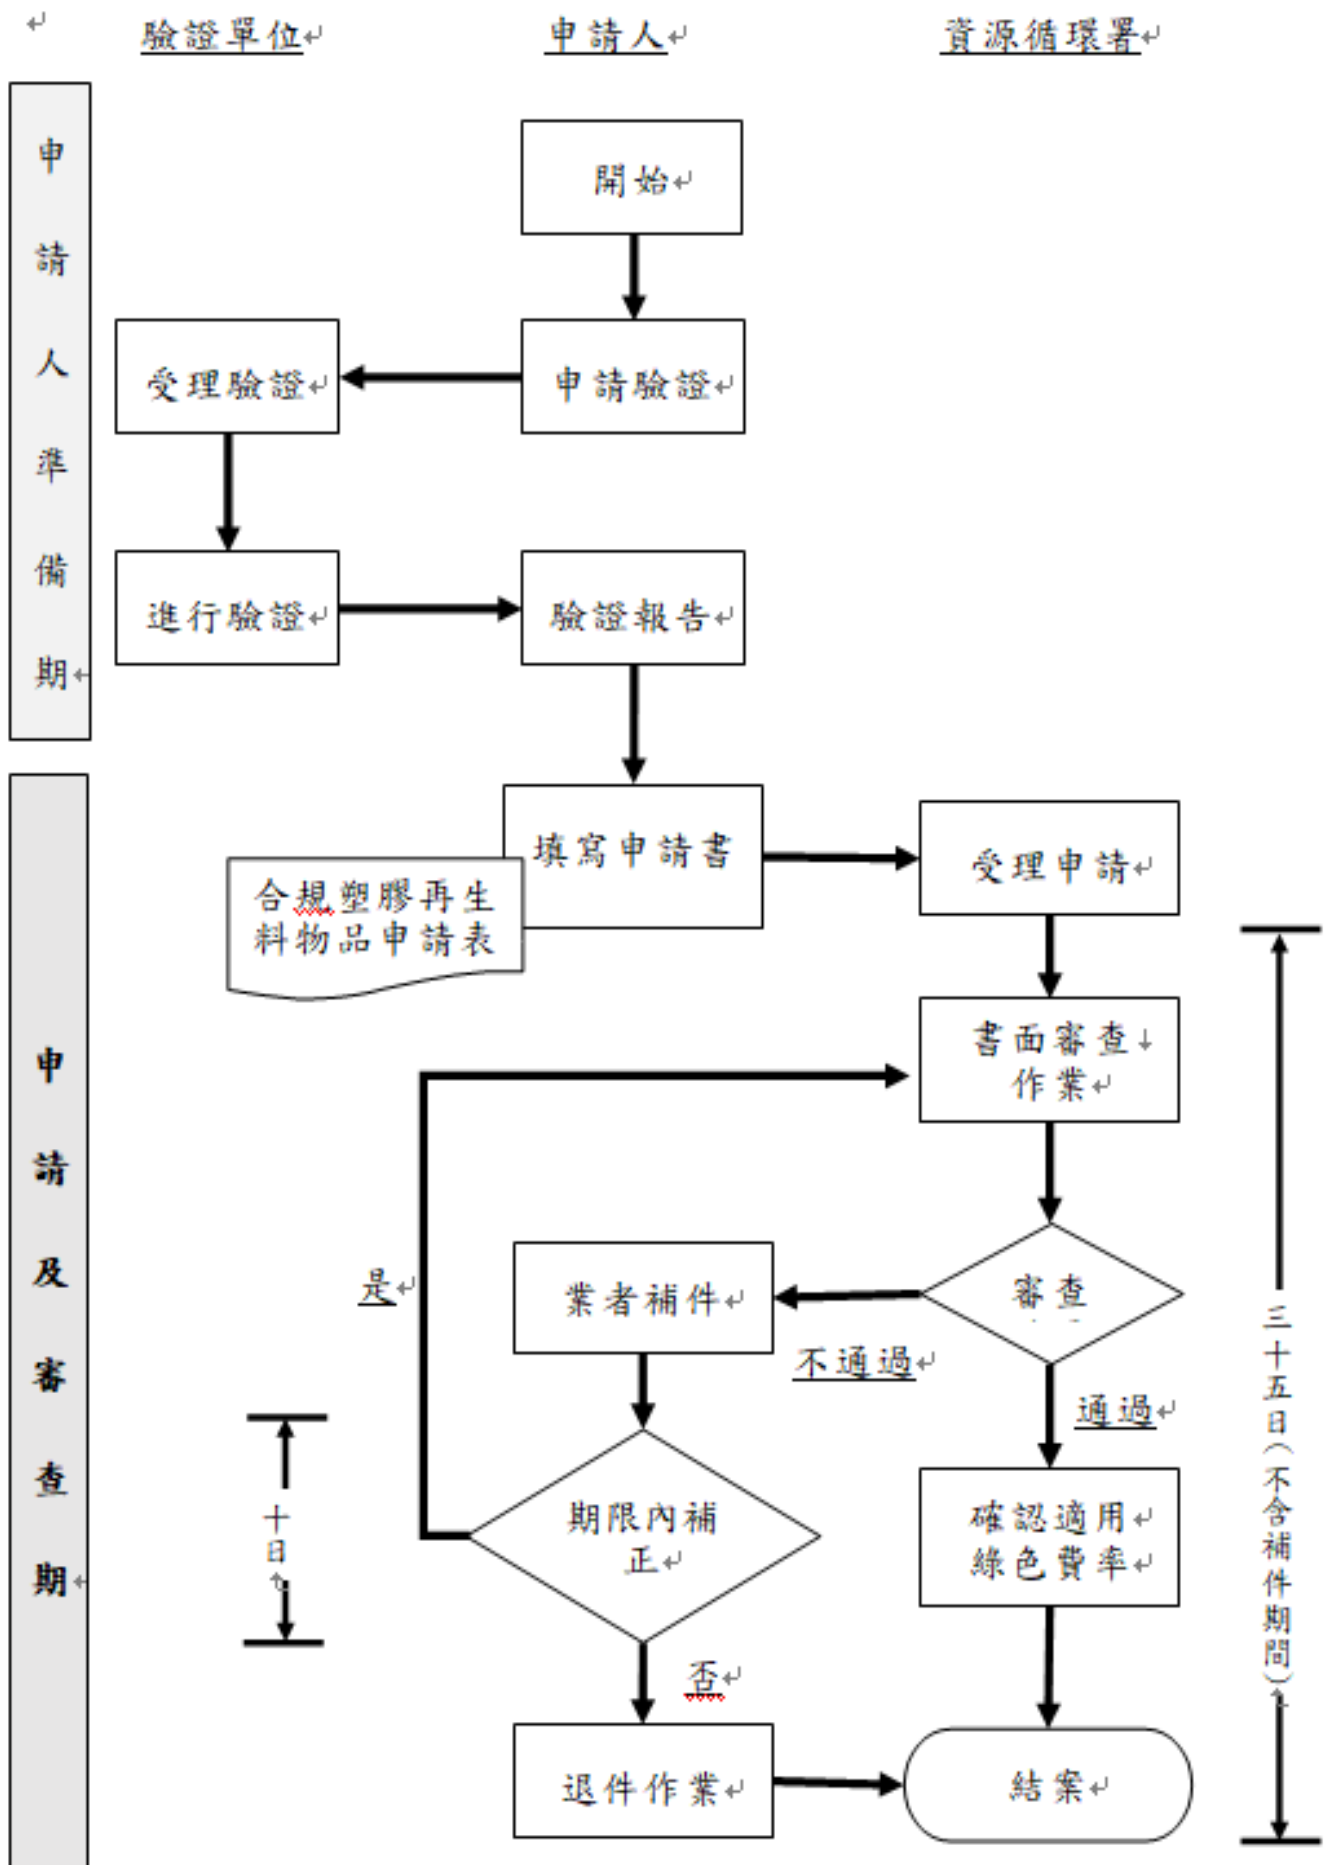 驗證單位
申請人
資源循環署
申請人準備期
開始
受理驗證
申請驗證
進行驗證
驗證報告
申請及審查期
填寫申請書
受理申請
合規塑膠再生
料物品申請表
書面審查
作業
是
業者補件
審查
不通過
通過
十日
期限內補
正
確認適用
綠色費率
三十五日(不含補件期間)
否
退件作業
結案